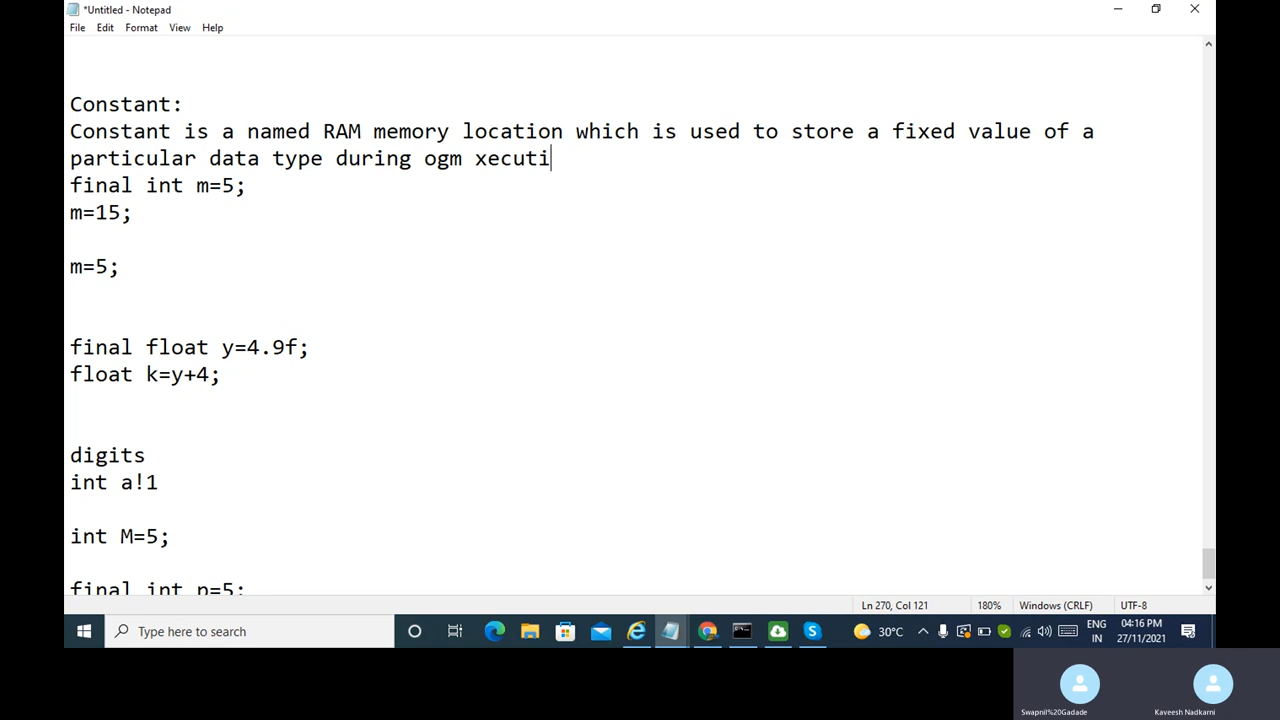 *Untitled - Notepad
File Edit Format View Help
Constant:
Constant is a named RAM memory location which is used to store a fixed value of a
particular data type during ogm xecuti
final int m=5;
m=15;
m=5;
final float y=4.9f;
float k=y+4;
digits
int a!1
int M=5;
final int p=5;
Ln 270, Col 121 180% Windows (CRLF) UTF-8
Type here to search
30°C
ENG
IN
04:16 PM
27/11/2021
Swapnil%20Gadade
Kaveesh Nadkarni